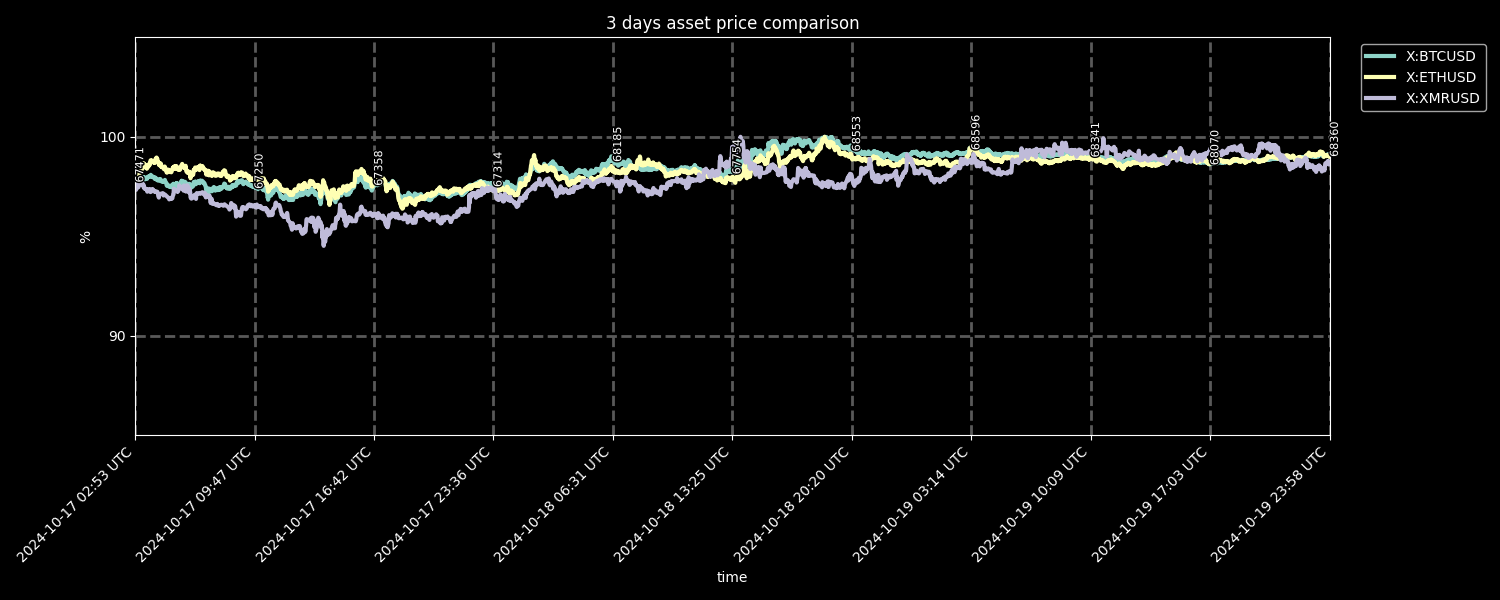 3 days asset price comparison
X:BTCUSD
X:ETHUSD
X:XMRUSD
100
90
%
67471
67250
67358
67314
68185
67754
68553
68596
68341
68070
68360
2024-10-17 02:53 UTC
2024-10-17 09:47 UTC
2024-10-17 16:42 UTC
2024-10-17 23:36 UTC
2024-10-18 06:31 UTC
2024-10-18 13:25 UTC
2024-10-18 20:20 UTC
2024-10-19 03:14 UTC
2024-10-19 10:09 UTC
2024-10-19 17:03 UTC
2024-10-19 23:58 UTC
time